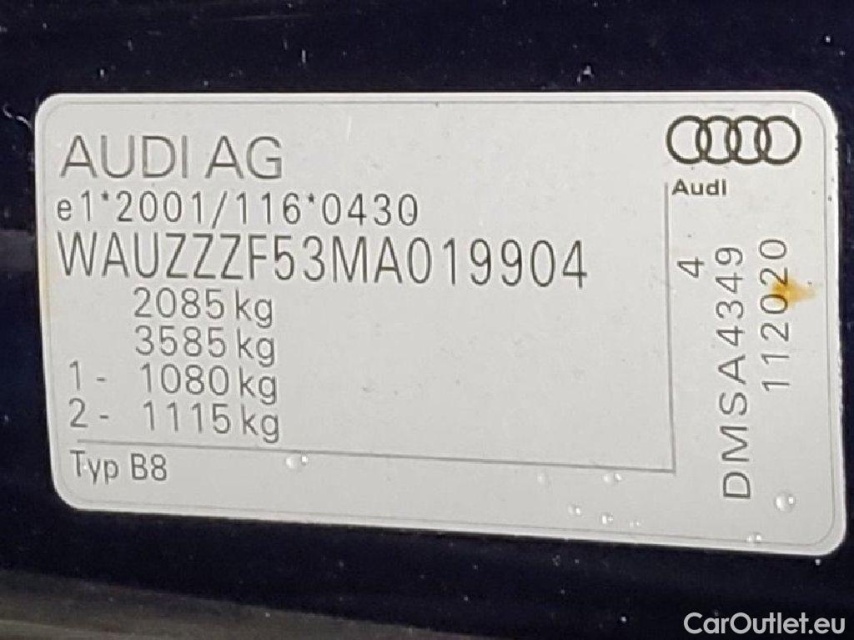 AUDI AG
e1*2001/116*0430
WAUZZZF53MA019904
2085 kg
3585 kg
1 - 1080 kg
2 - 1115 kg
Typ B8
Audi
4
DMSA4349
112020
CarOutlet.eu